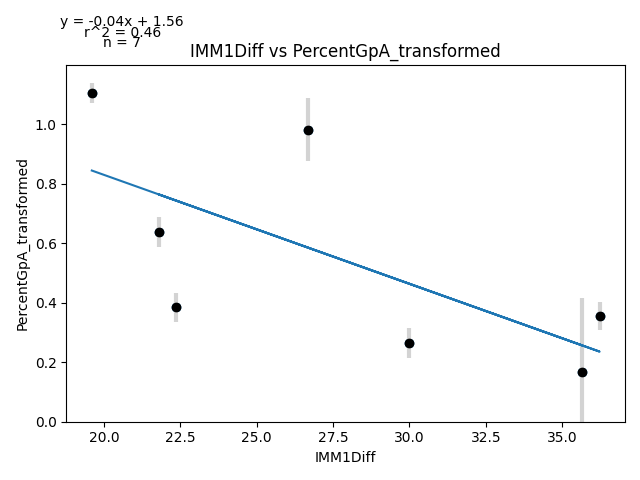 y = -0.04x + 1.56
r^2 = 0.46
n = 7
IMM1Diff vs PercentGpA_transformed
PercentGpA_transformed
1.0
0.8
0.6
0.4
0.2
0.0
20.0 22.5 25.0 27.5 30.0 32.5 35.0
IMM1Diff